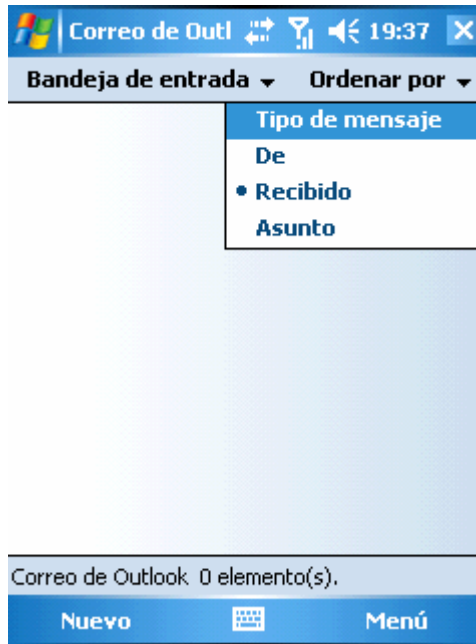 Correo de Outl 19:37
Bandeja de entrada Ordenar por
Tipo de mensaje
De
• Recibido
Asunto
Correo de Outlook 0 elemento(s).
Nuevo Menú